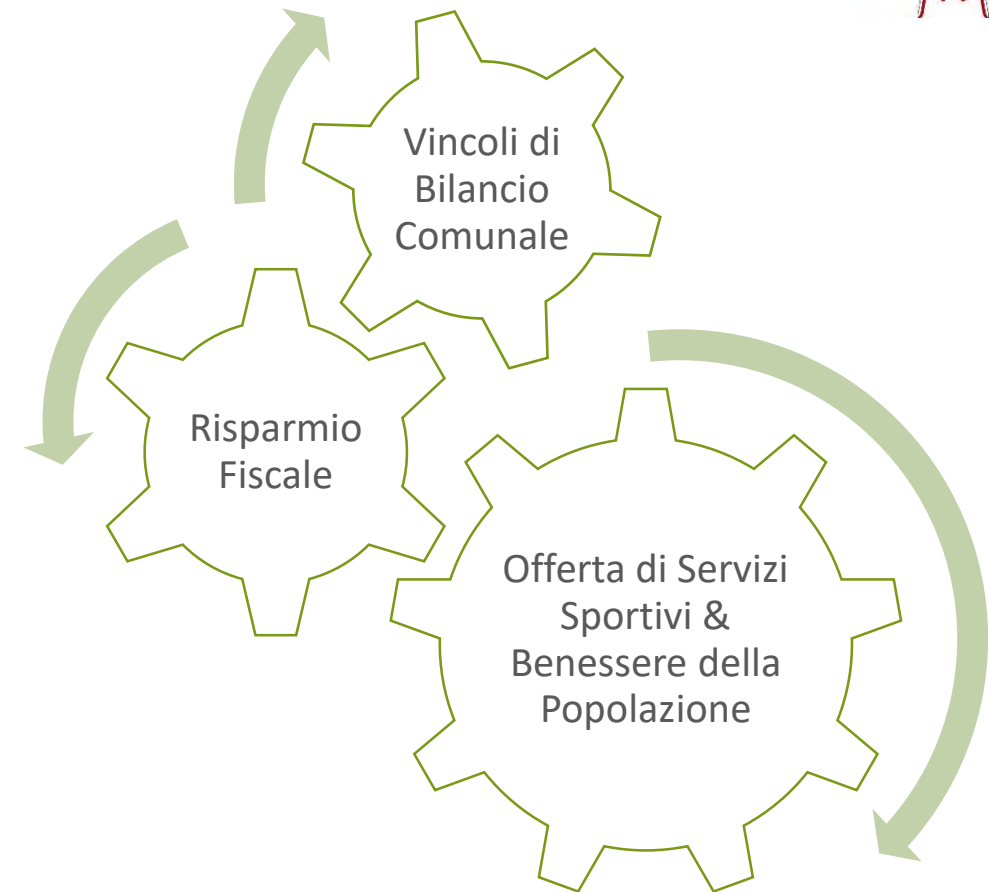 Vincoli di
Bilancio
Comunale
Risparmio
Fiscale
Offerta di Servizi
Sportivi &
Benessere della
Popolazione